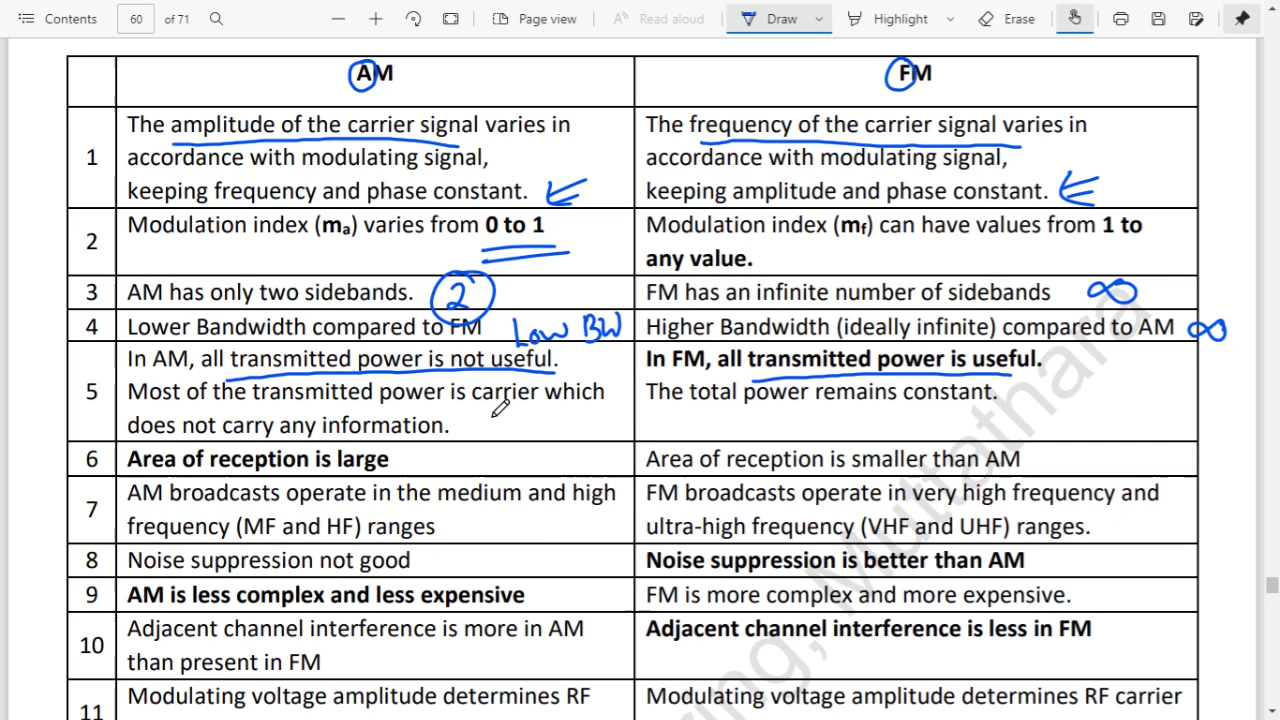 Contents 60 of 71 Page view Read aloud Draw Highlight Erase
AM FM
1
The amplitude of the carrier signal varies in
accordance with modulating signal,
keeping frequency and phase constant.
The frequency of the carrier signal varies in
accordance with modulating signal,
keeping amplitude and phase constant.
2
Modulation index (ma) varies from 0 to 1
Modulation index (mf) can have values from 1 to
any value.
3
AM has only two sidebands. 2
FM has an infinite number of sidebands ∞
4
Lower Bandwidth compared to FM Low BW
Higher Bandwidth (ideally infinite) compared to AM ∞
5
In AM, all transmitted power is not useful.
Most of the transmitted power is carrier which
does not carry any information.
In FM, all transmitted power is useful.
The total power remains constant.
6
Area of reception is large
Area of reception is smaller than AM
7
AM broadcasts operate in the medium and high
frequency (MF and HF) ranges
FM broadcasts operate in very high frequency and
ultra-high frequency (VHF and UHF) ranges.
8
Noise suppression not good
Noise suppression is better than AM
9
AM is less complex and less expensive
FM is more complex and more expensive.
10
Adjacent channel interference is more in AM
than present in FM
Adjacent channel interference is less in FM
11
Modulating voltage amplitude determines RF
Modulating voltage amplitude determines RF carrier
ring, Muttathara